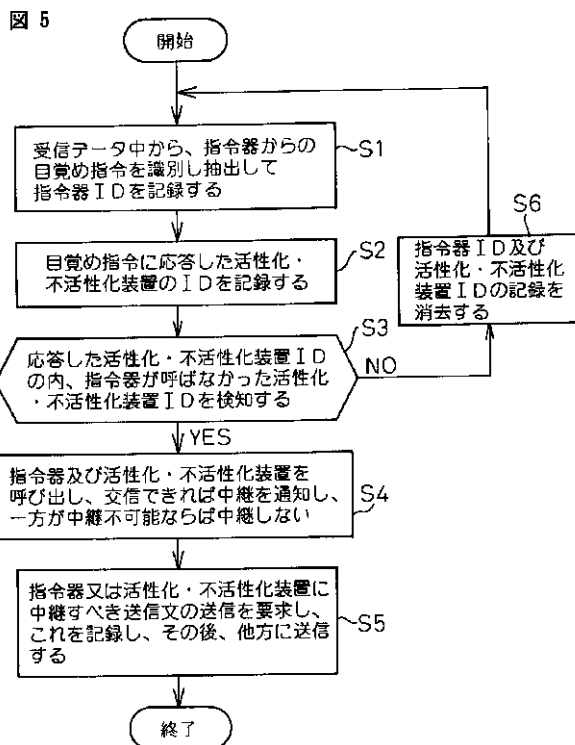 図 5
開始
受信データ中から、指令器からの
目覚め指令を識別し抽出して
指令器IDを記録する
S1
目覚め指令に応答した活性化・
不活性化装置のIDを記録する
S2
応答した活性化・不活性化装置ID
の内、指令器が呼ばなかった活性化
・不活性化装置IDを検知する
S3
NO
S6
指令器ID及び
活性化・不活性化
装置IDの記録を
消去する
YES
指令器及び活性化・不活性化装置を
呼び出し、交信できれば中継を通知し、
一方が中継不可能ならば中継しない
S4
指令器又は活性化・不活性化装置に
中継すべき送信文の送信を要求し、
これを記録し、その後、他方に送信
する
S5
終了